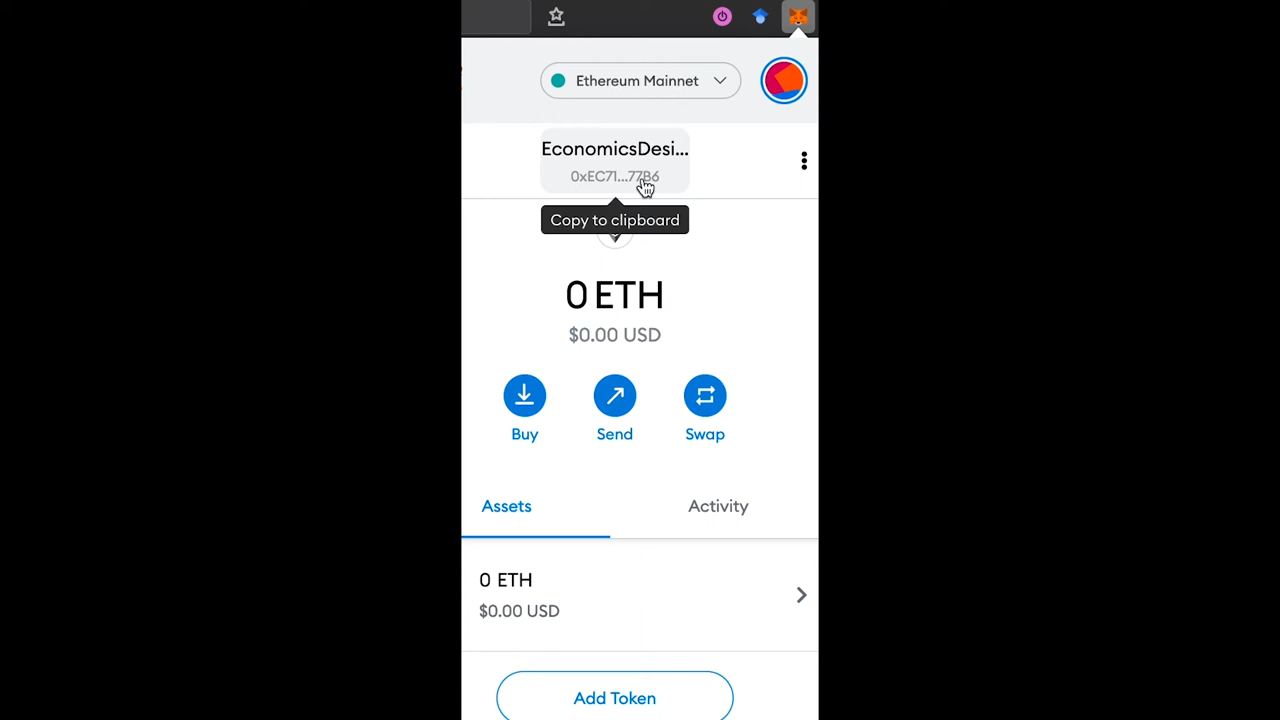 Ethereum Mainnet
EconomicsDesi...
0xEC71...77B6
Copy to clipboard
0 ETH
$0.00 USD
Buy Send Swap
Assets Activity
0 ETH
$0.00 USD
Add Token